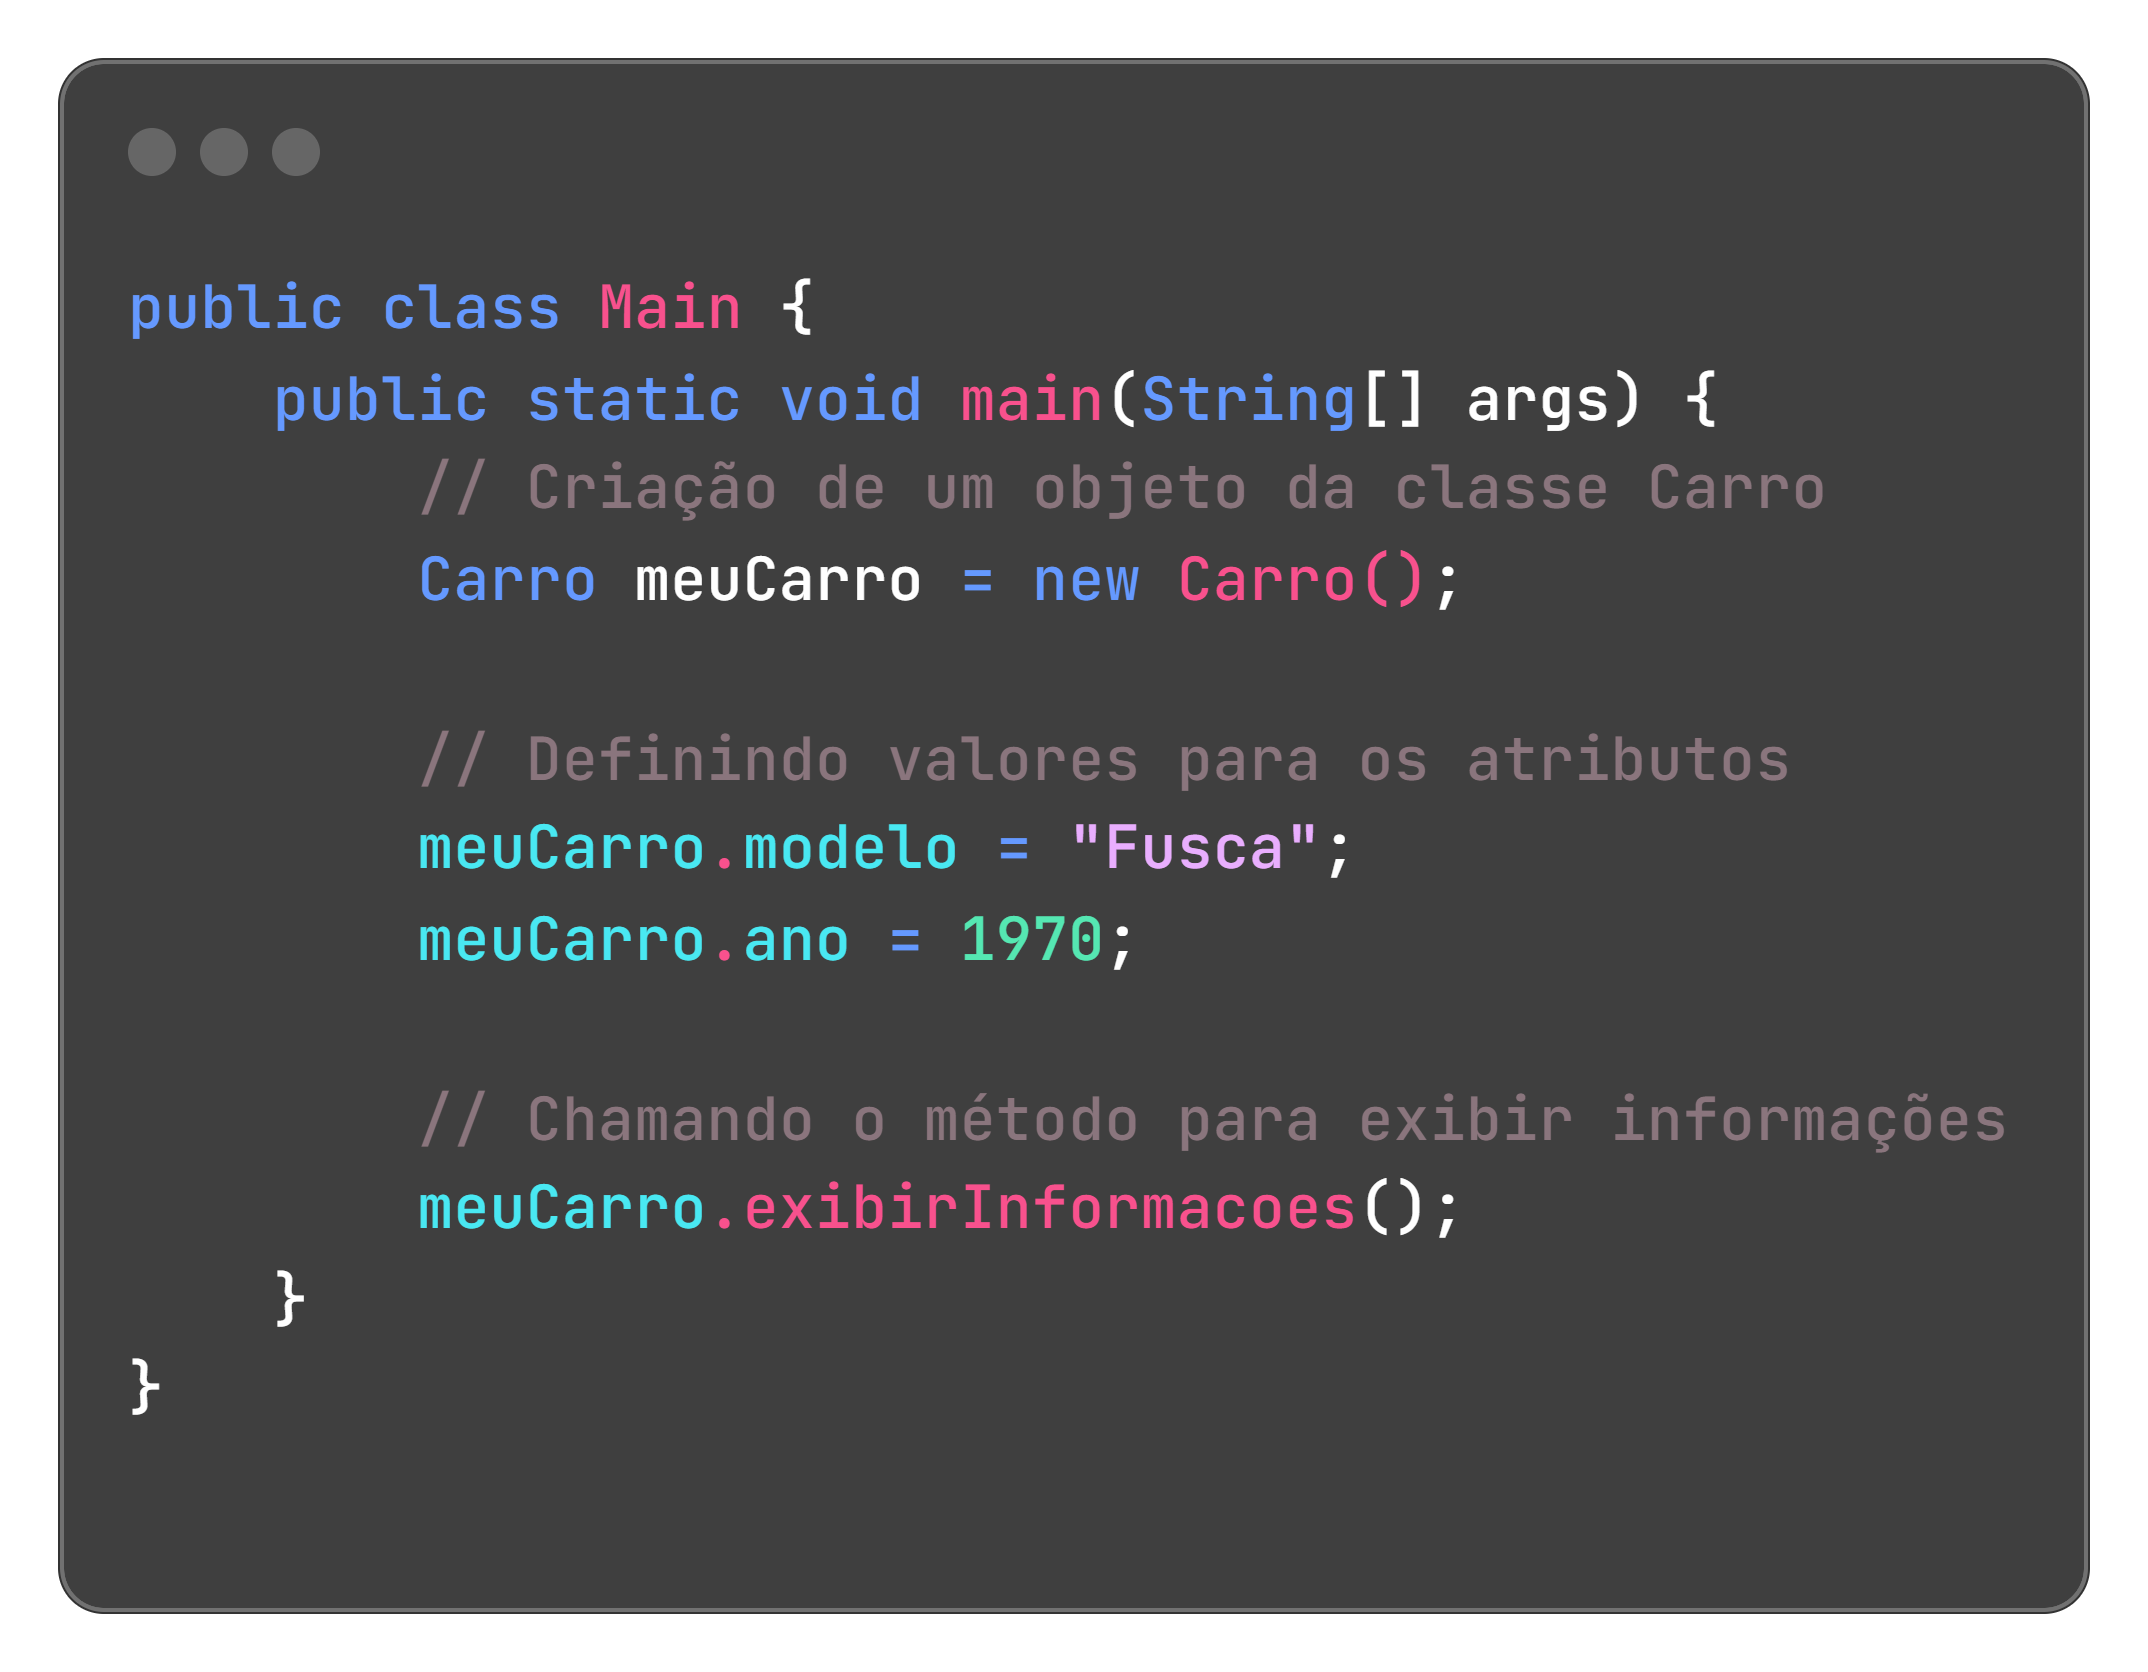 public class Main {
    public static void main(String[] args) {
        // Criação de um objeto da classe Carro
        Carro meuCarro = new Carro();

        // Definindo valores para os atributos
        meuCarro.modelo = "Fusca";
        meuCarro.ano = 1970;

        // Chamando o método para exibir informações
        meuCarro.exibirInformacoes();
    }
}